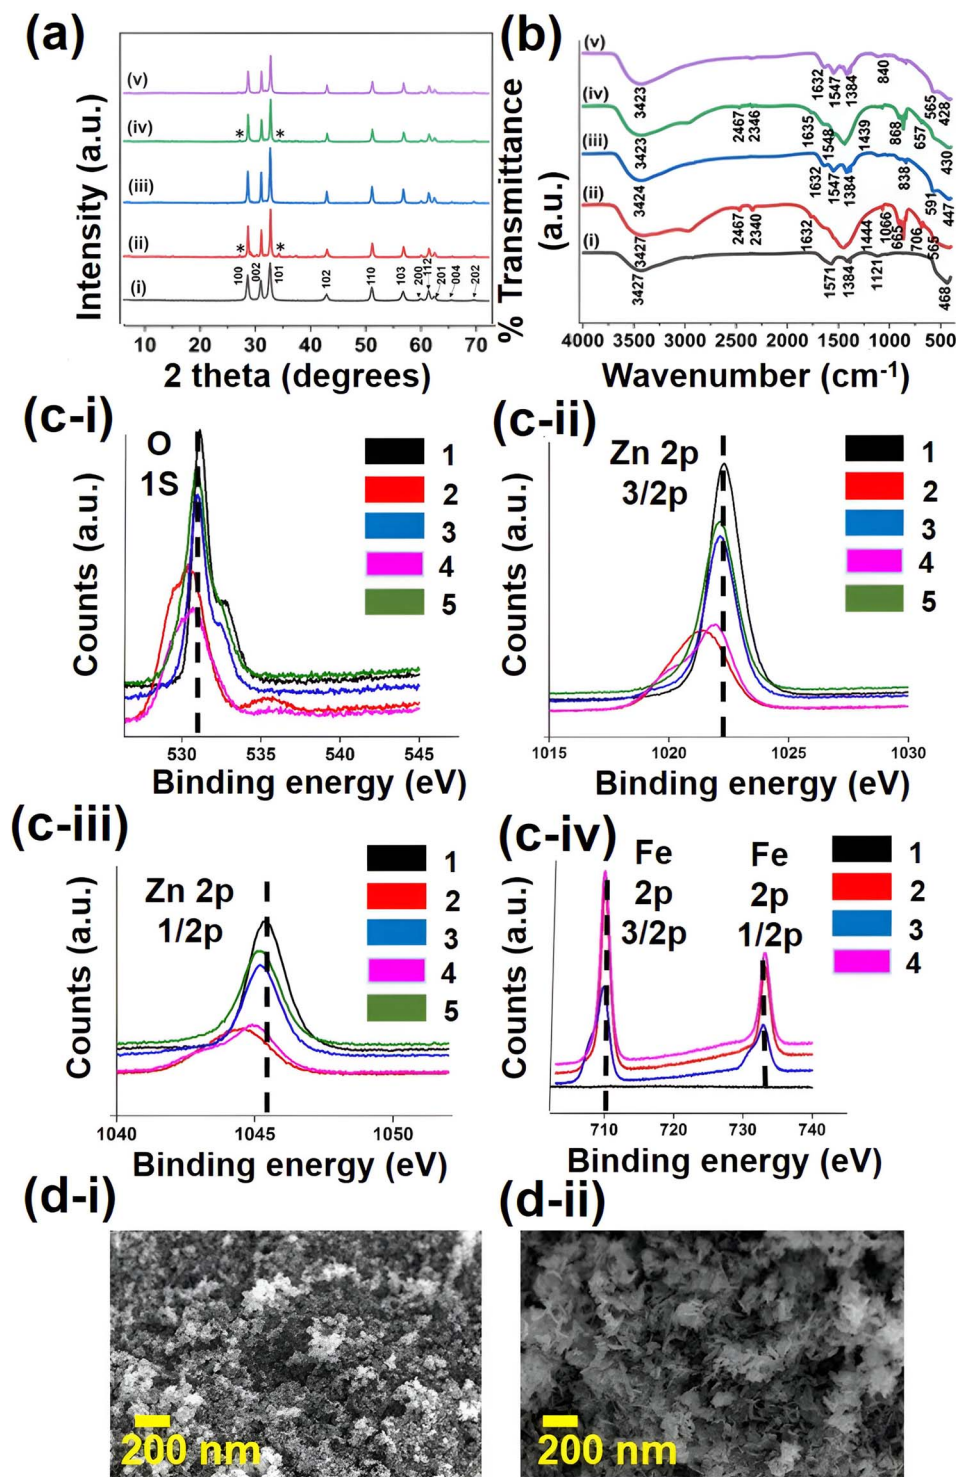 (a)
Intensity (a.u.)
(v)
(iv)
* *
(iii)
(ii)
* *
(i)
100
002
101
102
110
103
200
112
201
004
202
10 20 30 40 50 60 70
2 theta (degrees)
(b)
% Transmittance
(a.u.)
(v)
3423
1632
1547
1384
840
565
428
(iv)
3423
2467
2346
1635
1548
1439
868
657
430
(iii)
3424
1632
1547
1384
838
591
447
(ii)
3427
2467
2340
1632
1444
1066
665
706
565
(i)
3427
1571
1384
1121
468
4000 3000 2000 1500 1000 500
Wavenumber (cm-1)
(c-i)
Counts (a.u.)
O
1S
1
2
3
4
5
530 535 540 545
Binding energy (eV)
(c-ii)
Counts (a.u.)
Zn 2p
3/2p
1
2
3
4
5
1015 1020 1025 1030
Binding energy (eV)
(c-iii)
Counts (a.u.)
Zn 2p
1/2p
1
2
3
4
5
1040 1045 1050
Binding energy (eV)
(c-iv)
Counts (a.u.)
Fe
2p
3/2p
Fe
2p
1/2p
1
2
3
4
710 720 730 740
Binding energy (eV)
(d-i)
200 nm
(d-ii)
200 nm